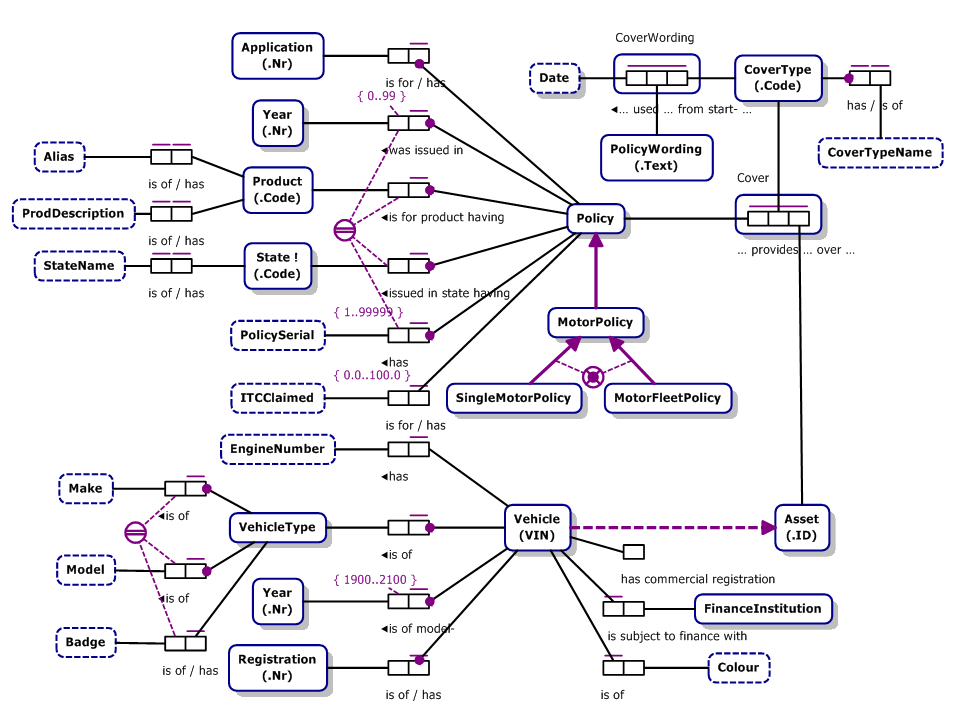 CoverWording
Application
(.Nr)
Date
CoverType
(.Code)
is for / has
{ 0..99 }
Year
(.Nr)
◄... used ... from start- ...
has / is of
◄was issued in
PolicyWording
(.Text)
CoverTypeName
Alias
is of / has
Product
(.Code)
Cover
ProdDescription
◄is for product having
Policy
is of / has
... provides ... over ...
StateName
State !
(.Code)
is of / has
◄issued in state having
{ 1..99999 }
PolicySerial
MotorPolicy
◄has
{ 0.0..100.0 }
ITCClaimed
SingleMotorPolicy
MotorFleetPolicy
is for / has
EngineNumber
◄has
Make
◄is of
VehicleType
Vehicle
(VIN)
Asset
(.ID)
◄is of
Model
{ 1900..2100 }
has commercial registration
◄is of
Year
(.Nr)
FinanceInstitution
◄is of model-
is subject to finance with
Badge
is of / has
Registration
(.Nr)
Colour
is of / has
is of